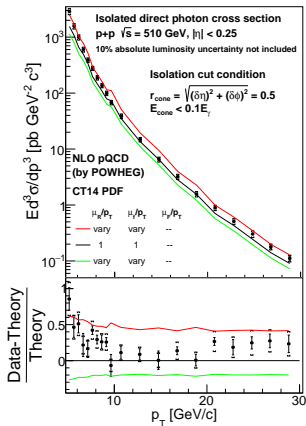 Isolated direct photon cross section
p+p √s = 510 GeV, |η| < 0.25
10% absolute luminosity uncertainty not included
Isolation cut condition
r_cone = √((δη)² + (δφ)²) = 0.5
E_cone < 0.1E_γ
Ed³σ/dp³ [pb GeV⁻² c³]
10³
10²
10
1
10⁻¹
NLO pQCD
(by POWHEG)
CT14 PDF
μ_R/p_T μ_f/p_T μ_F/p_T
vary vary --
1 1 --
vary vary --
Data-Theory
Theory
1
0.5
0
10 15 20 25 30
p_T [GeV/c]